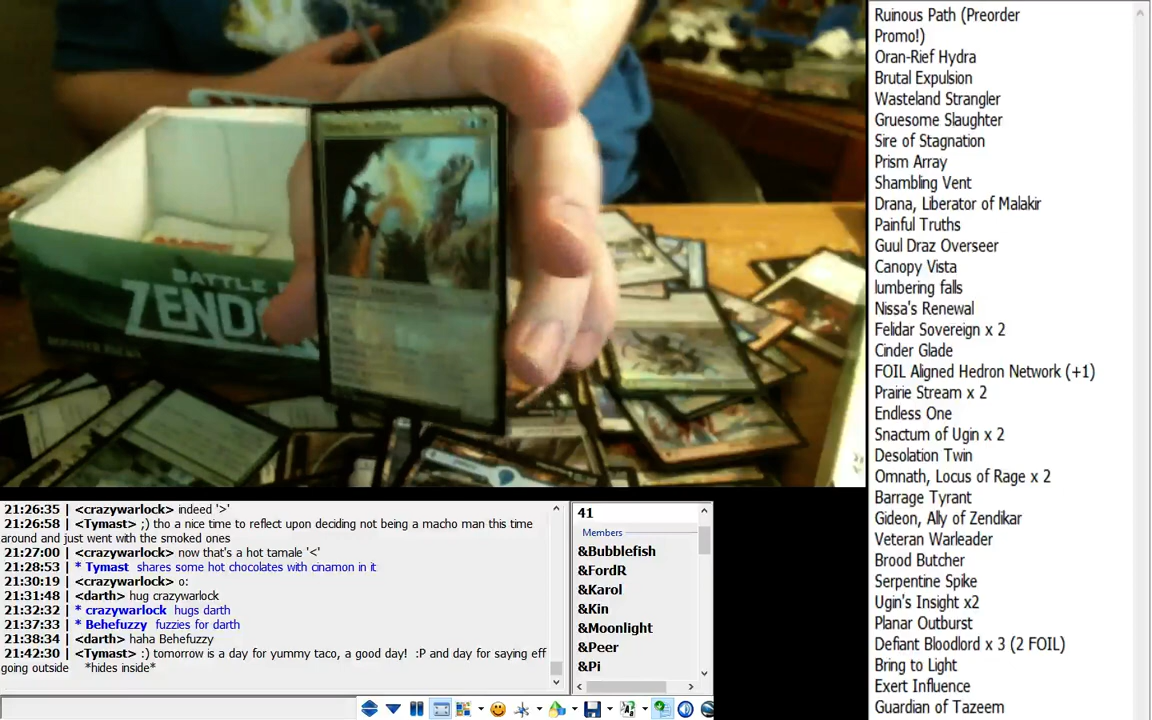 BATTLE
ZEND
Ruinous Path (Preorder
Promo!)
Oran-Rief Hydra
Brutal Expulsion
Wasteland Strangler
Gruesome Slaughter
Sire of Stagnation
Prism Array
Shambling Vent
Drana, Liberator of Malakir
Painful Truths
Guul Draz Overseer
Canopy Vista
lumbering falls
Nissa's Renewal
Felidar Sovereign x 2
Cinder Glade
FOIL Aligned Hedron Network (+1)
Prairie Stream x 2
Endless One
Snactum of Ugin x 2
Desolation Twin
Omnath, Locus of Rage x 2
Barrage Tyrant
Gideon, Ally of Zendikar
Veteran Warleader
Brood Butcher
Serpentine Spike
Ugin's Insight x2
Planar Outburst
Defiant Bloodlord x 3 (2 FOIL)
Bring to Light
Exert Influence
Guardian of Tazeem
21:26:35 | <crazywarlock> indeed '>'
21:26:58 | <Tymast> ;) tho a nice time to reflect upon deciding not being a macho man this time
around and just went with the smoked ones
21:27:00 | <crazywarlock> now that's a hot tamale '<'
21:28:53 | * Tymast shares some hot chocolates with cinamon in it
21:30:19 | <crazywarlock> o:
21:31:48 | <darth> hug crazywarlock
21:32:32 | * crazywarlock hugs darth
21:37:33 | * Behefuzzy fuzzies for darth
21:38:34 | <darth> haha Behefuzzy
21:42:30 | <Tymast> :) tomorrow is a day for yummy taco, a good day! :P and day for saying eff
going outside *hides inside*
41
Members
&Bubblefish
&FordR
&Karol
&Kin
&Moonlight
&Peer
&Pi